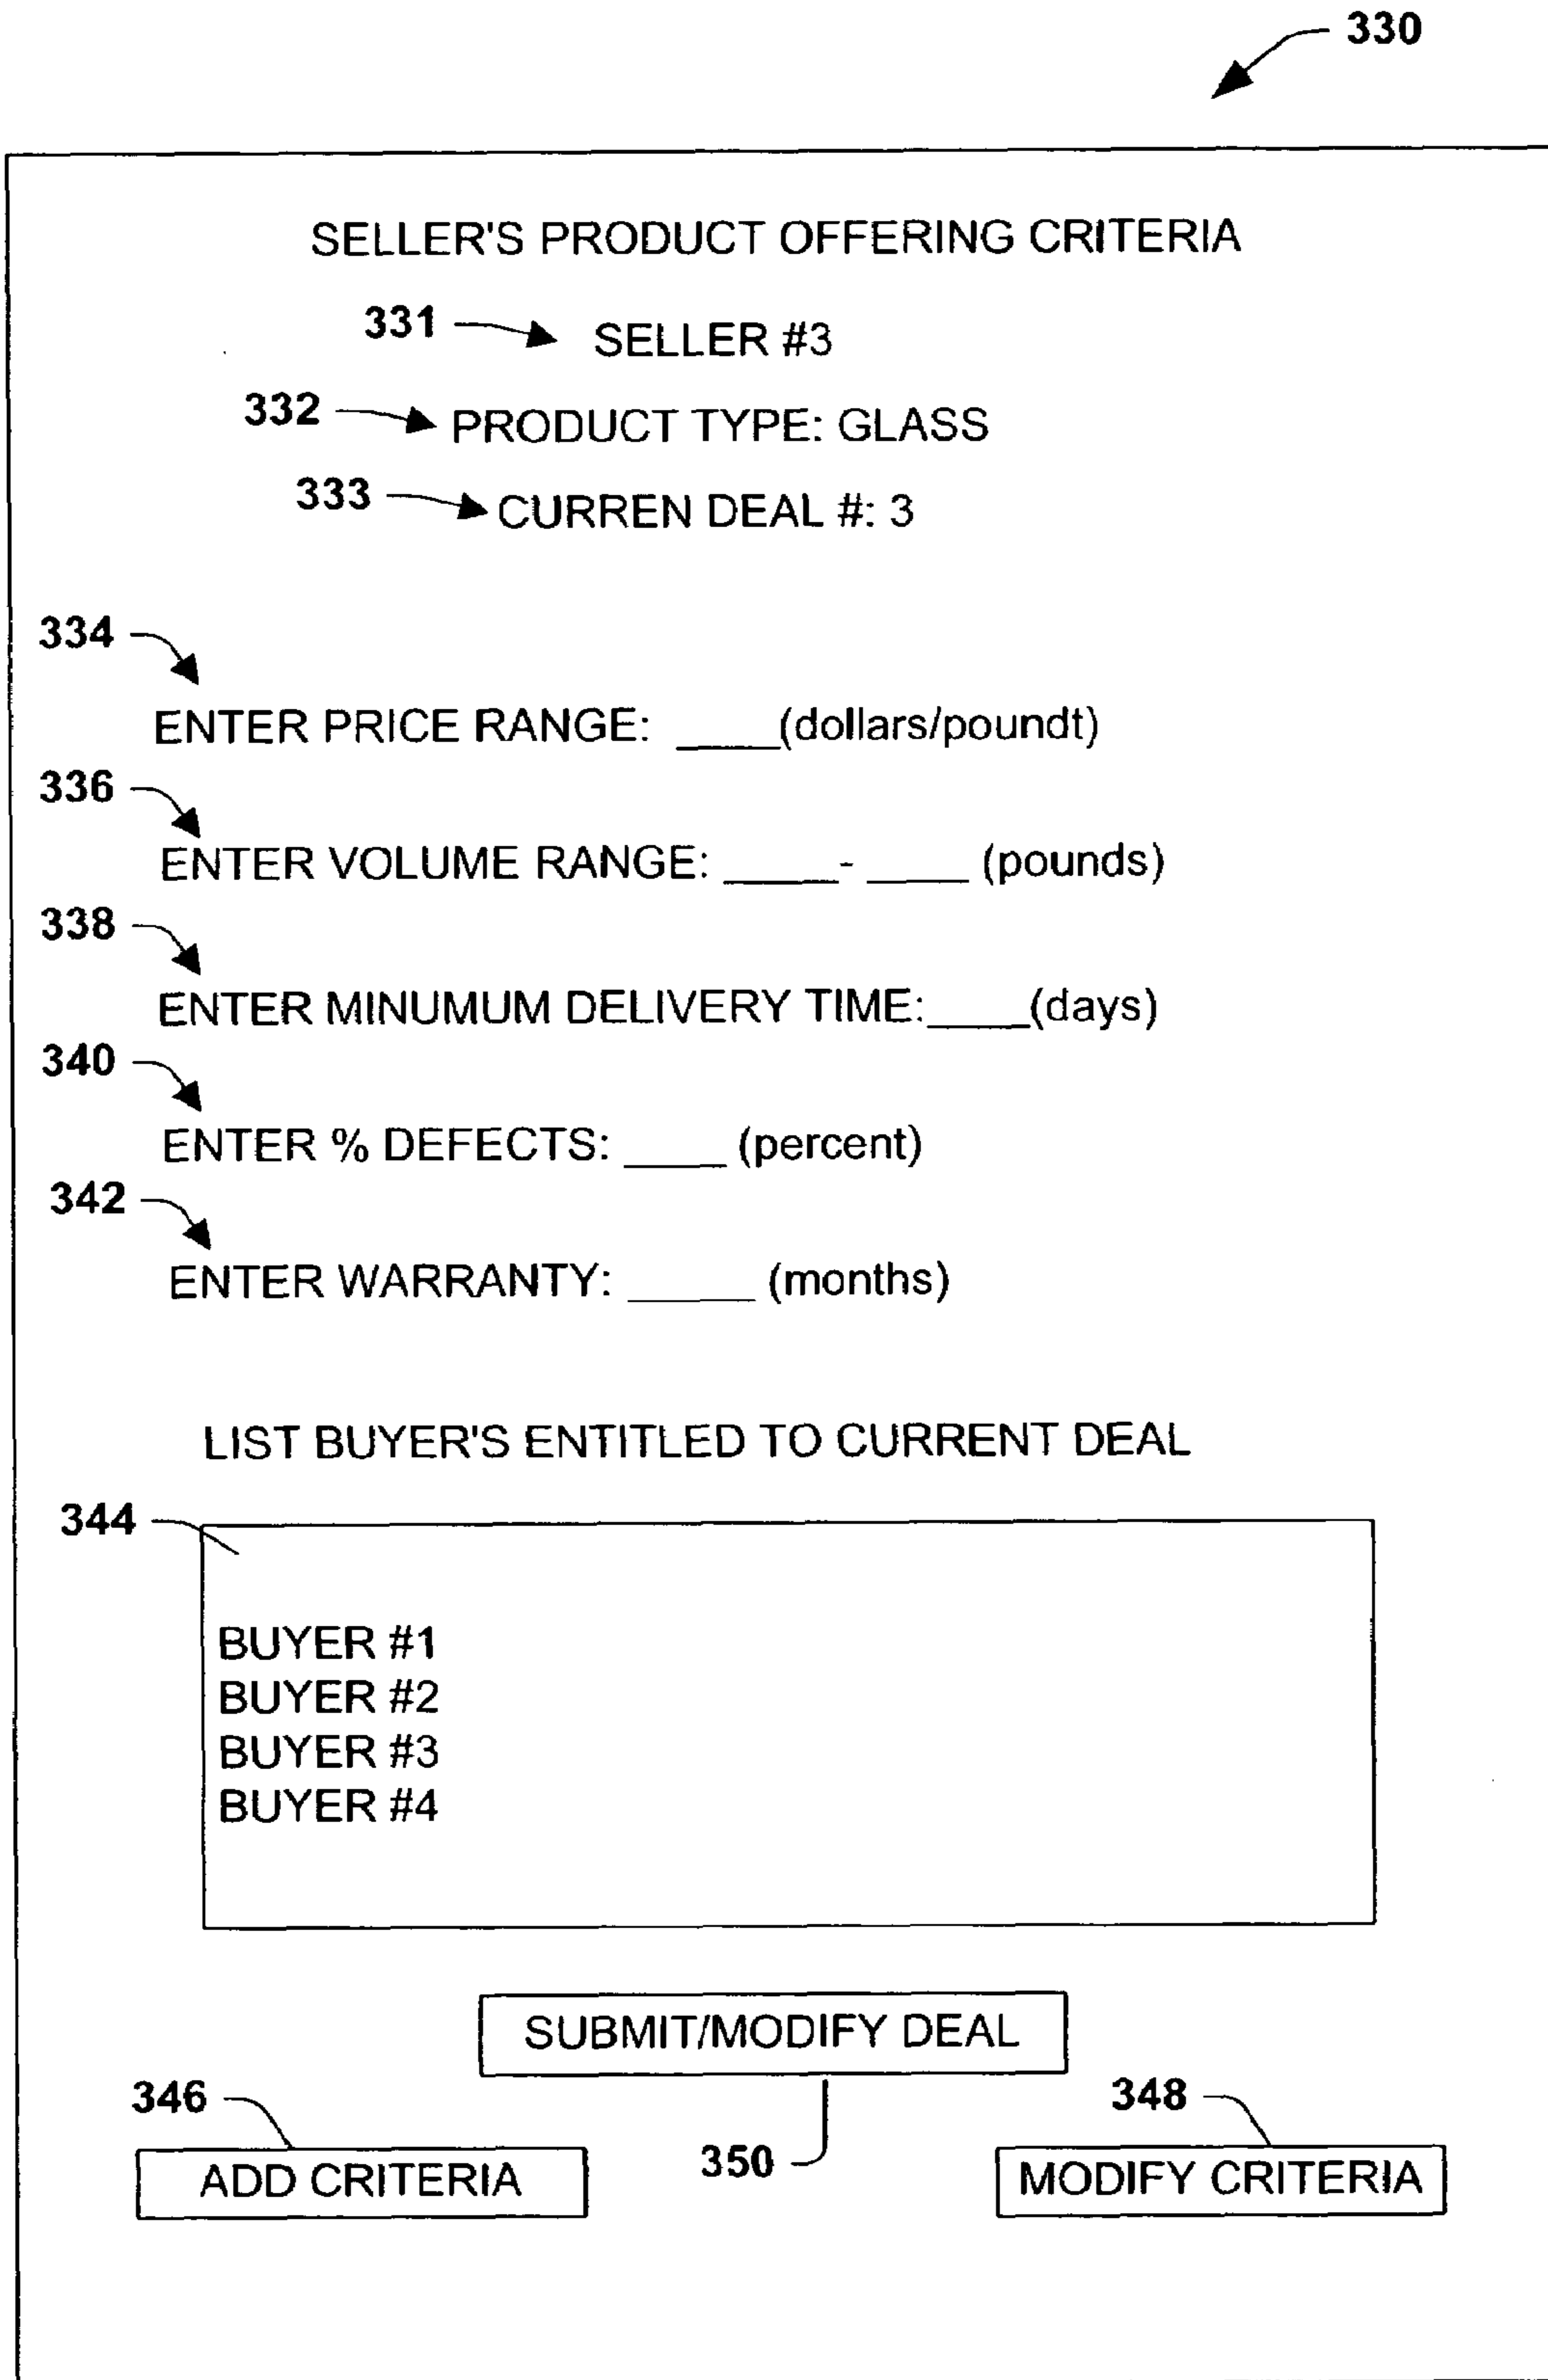 330
SELLER'S PRODUCT OFFERING CRITERIA
331 SELLER #3
332 PRODUCT TYPE: GLASS
333 CURREN DEAL #: 3
334
ENTER PRICE RANGE: ____(dollars/poundt)
336
ENTER VOLUME RANGE: ____-____ (pounds)
338
ENTER MINUMUM DELIVERY TIME:____(days)
340
ENTER % DEFECTS: ____ (percent)
342
ENTER WARRANTY: _____ (months)
LIST BUYER'S ENTITLED TO CURRENT DEAL
344
BUYER #1
BUYER #2
BUYER #3
BUYER #4
SUBMIT/MODIFY DEAL
346 348
350
ADD CRITERIA MODIFY CRITERIA